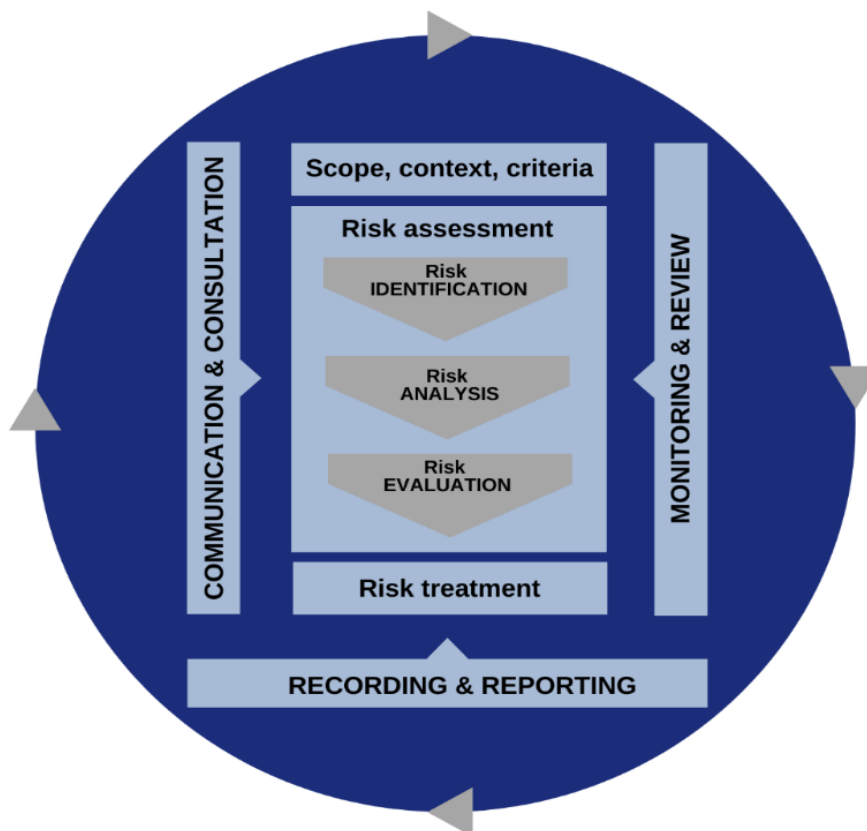 Scope, context, criteria
Risk assessment
Risk
IDENTIFICATION
Risk
ANALYSIS
Risk
EVALUATION
Risk treatment
COMMUNICATION & CONSULTATION
MONITORING & REVIEW
RECORDING & REPORTING